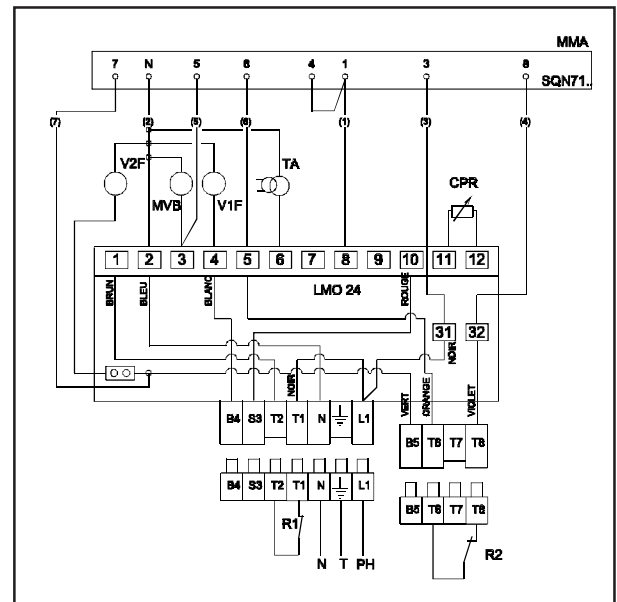 MMA
7 N 5 6 4 1 3 8
SQN71..
(7) (2) (5) (6) (1) (3) (4)
V2F TA CPR
MVB V1F
1 2 3 4 5 6 7 8 9 10 11 12
BRUN BLEU BLANC LMO 24 ROUGE
31 32
NOIR
NOIR
VERT ORANGE VIOLET
B4 S3 T2 T1 N L1
B5 T6 T7 T8
B4 S3 T2 T1 N L1
B5 T6 T7 T8
R1
R2
N T PH